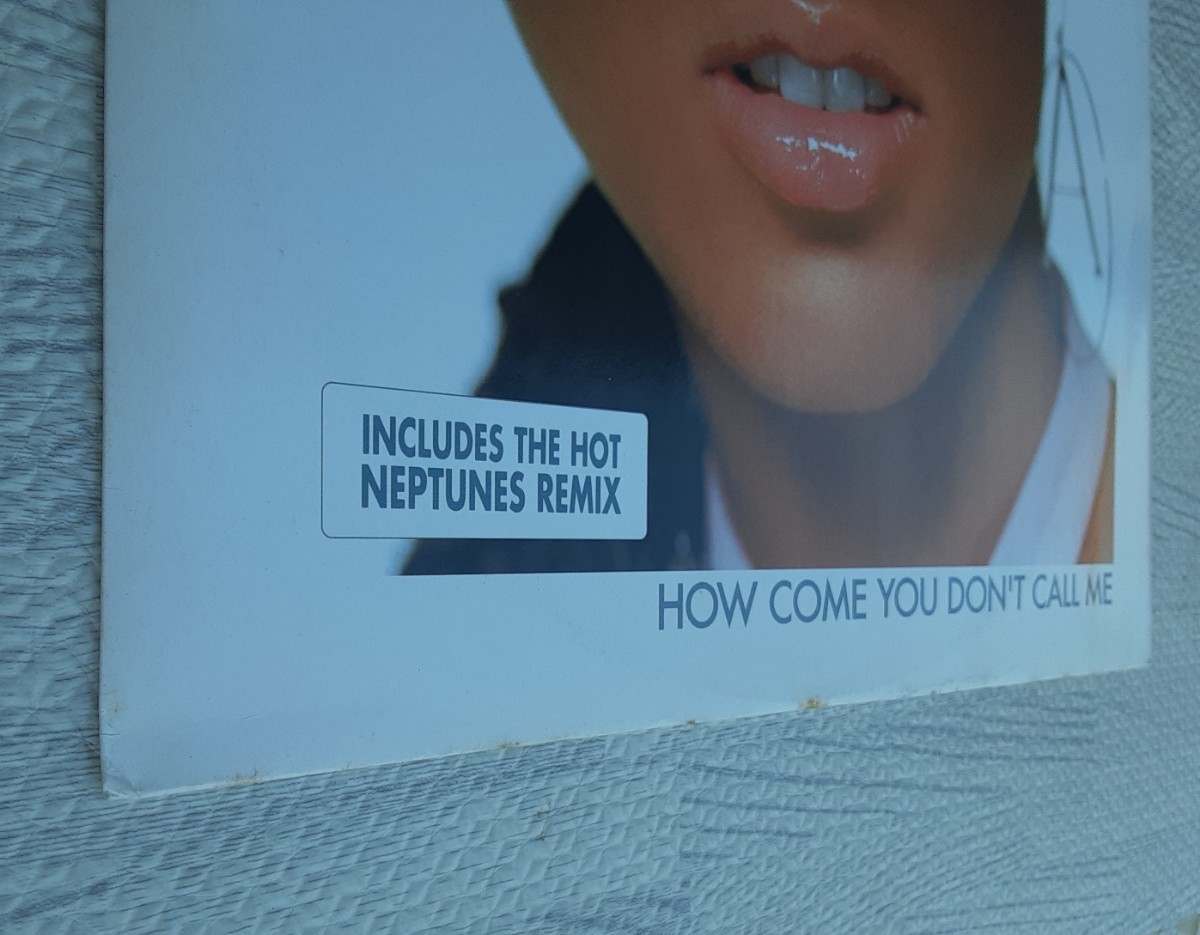 A
INCLUDES THE HOT
NEPTUNES REMIX
HOW COME YOU DON'T CALL ME